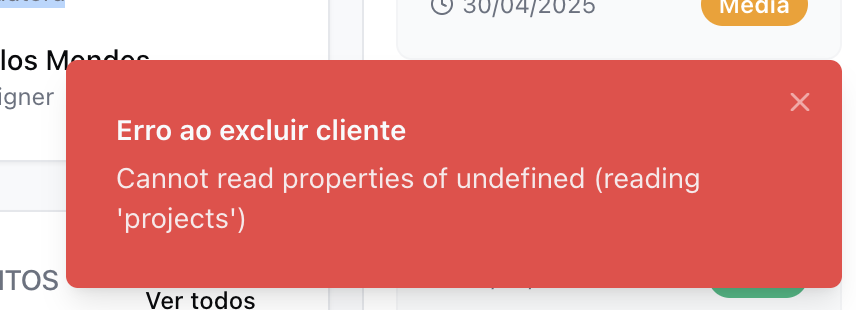 30/04/2025
Média
los Mendes
igner
Erro ao excluir cliente
Cannot read properties of undefined (reading
'projects')
ITOS
Ver todos